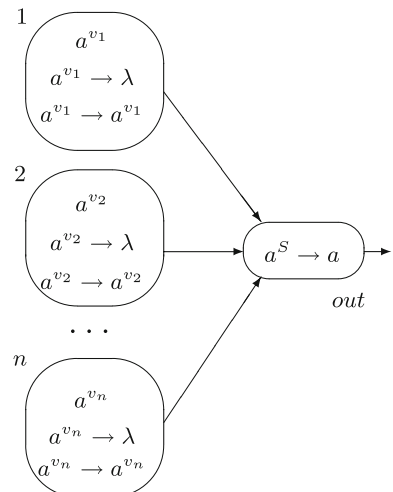 1
a^{v_1}
a^{v_1} → λ
a^{v_1} → a^{v_1}
2
a^{v_2}
a^{v_2} → λ
a^{v_2} → a^{v_2}
a^S → a
out
. . .
n
a^{v_n}
a^{v_n} → λ
a^{v_n} → a^{v_n}